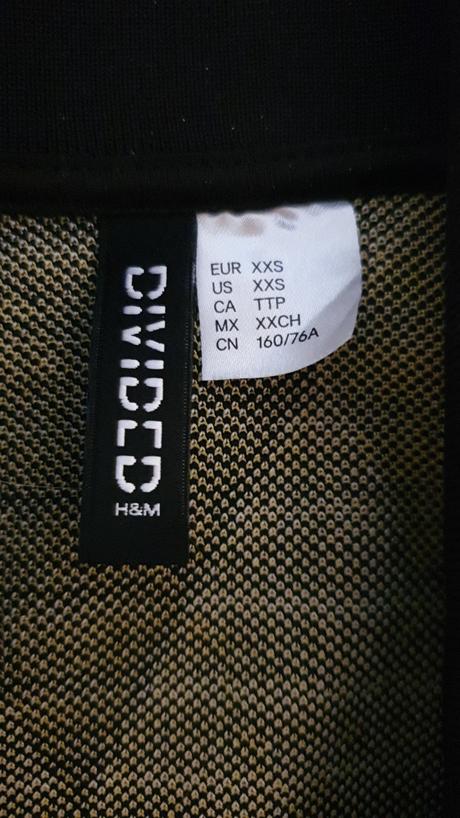 DIVIDED
H&M
EUR XXS
US XXS
CA TTP
MX XXCH
CN 160/76A